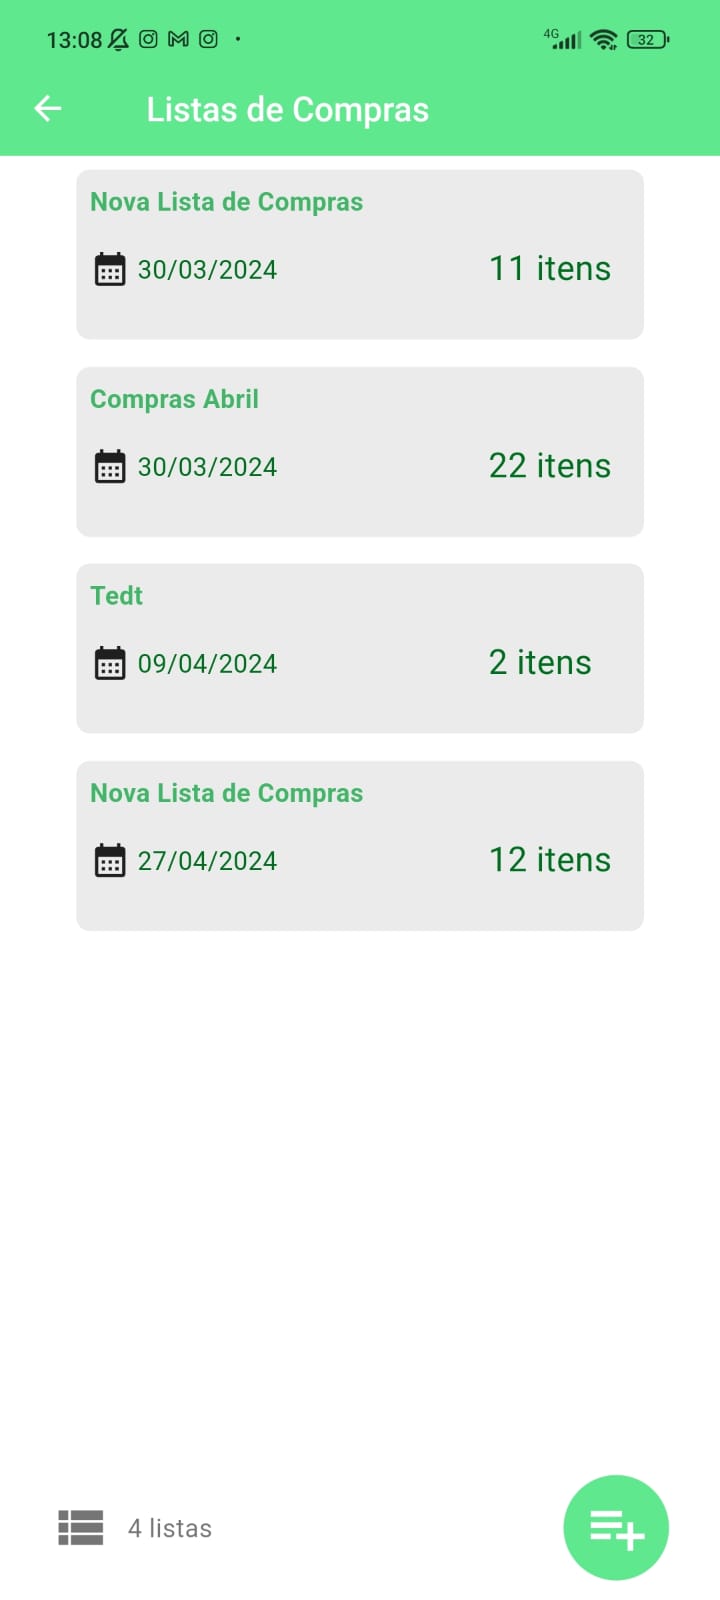 13:08
4G
32
Listas de Compras
Nova Lista de Compras
30/03/2024 11 itens
Compras Abril
30/03/2024 22 itens
Tedt
09/04/2024 2 itens
Nova Lista de Compras
27/04/2024 12 itens
4 listas